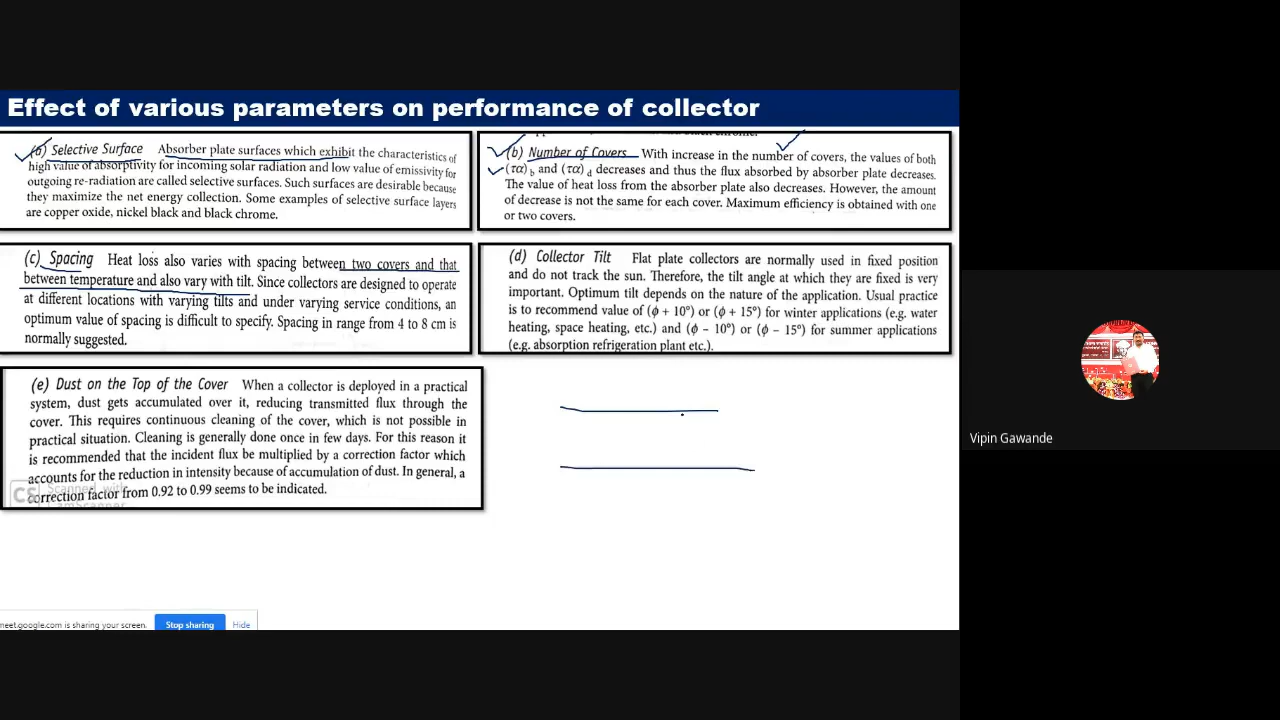 Effect of various parameters on performance of collector
Selective Surface Absorber plate surfaces which exhibit the characteristics of
high value of absorptivity for incoming solar radiation and low value of emissivity for
outgoing re-radiation are called selective surfaces. Such surfaces are desirable because
they maximize the net energy collection. Some examples of selective surface layers
are copper oxide, nickel black and black chrome.
(b) Number of Covers With increase in the number of covers, the values of both
(τα)b and (τα)d decreases and thus the flux absorbed by absorber plate decreases.
The value of heat loss from the absorber plate also decreases. However, the amount
of decrease is not the same for each cover. Maximum efficiency is obtained with one
or two covers.
(c) Spacing Heat loss also varies with spacing between two covers and that
between temperature and also vary with tilt. Since collectors are designed to operate
at different locations with varying tilts and under varying service conditions, an
optimum value of spacing is difficult to specify. Spacing in range from 4 to 8 cm is
normally suggested.
(d) Collector Tilt Flat plate collectors are normally used in fixed position
and do not track the sun. Therefore, the tilt angle at which they are fixed is very
important. Optimum tilt depends on the nature of the application. Usual practice
is to recommend value of (ϕ + 10°) or (ϕ + 15°) for winter applications (e.g. water
heating, space heating, etc.) and (ϕ – 10°) or (ϕ – 15°) for summer applications
(e.g. absorption refrigeration plant etc.).
(e) Dust on the Top of the Cover When a collector is deployed in a practical
system, dust gets accumulated over it, reducing transmitted flux through the
cover. This requires continuous cleaning of the cover, which is not possible in
practical situation. Cleaning is generally done once in few days. For this reason it
is recommended that the incident flux be multiplied by a correction factor which
accounts for the reduction in intensity because of accumulation of dust. In general, a
correction factor from 0.92 to 0.99 seems to be indicated.
CS Scanned with
CamScanner
meet.google.com is sharing your screen. Stop sharing Hide
Vipin Gawande